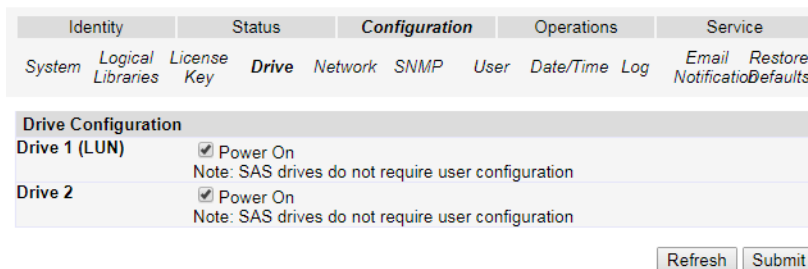 Identity Status Configuration Operations Service
System Logical Libraries License Key Drive Network SNMP User Date/Time Log Email Notification Restore Defaults
Drive Configuration
Drive 1 (LUN) Power On
Note: SAS drives do not require user configuration
Drive 2 Power On
Note: SAS drives do not require user configuration
Refresh Submit